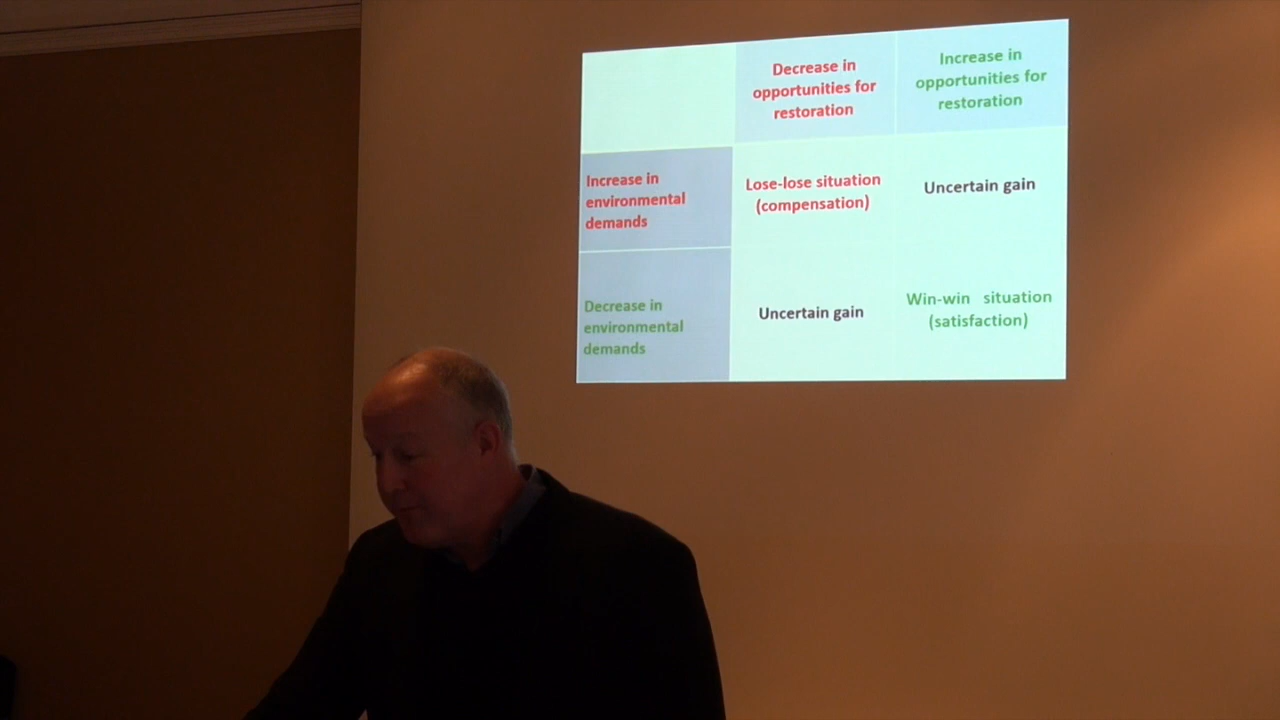 Decrease in
opportunities for
restoration
Increase in
opportunities for
restoration
Increase in
environmental
demands
Lose-lose situation
(compensation)
Uncertain gain
Decrease in
environmental
demands
Uncertain gain
Win-win situation
(satisfaction)